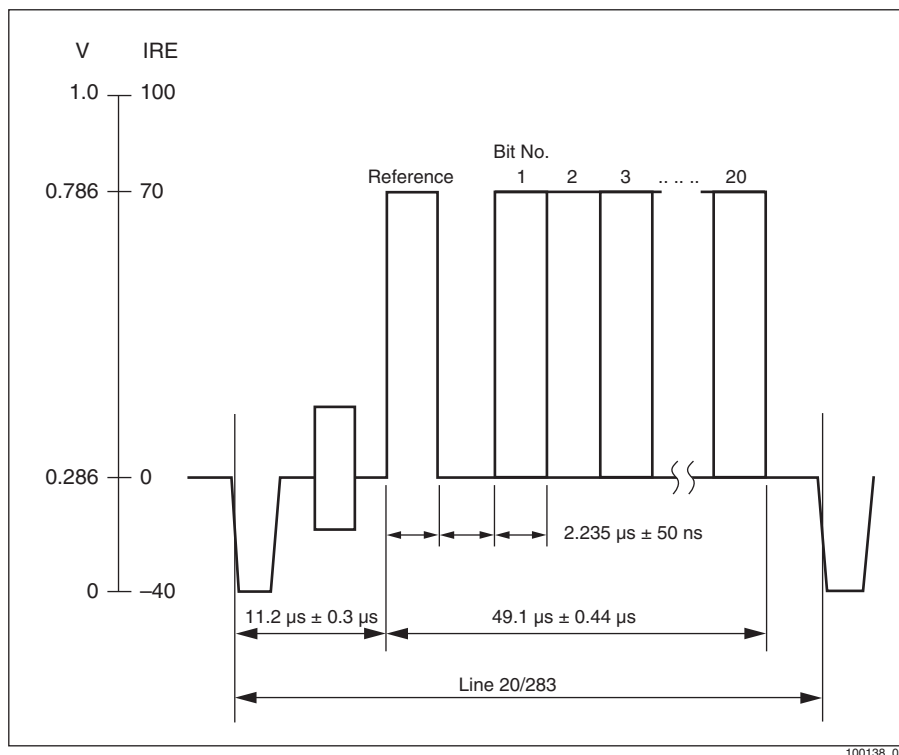 V IRE
1.0 100
Bit No.
Reference 1 2 3 .. .. .. 20
0.786 70
0.286 0
2.235 µs ± 50 ns
0 –40
11.2 µs ± 0.3 µs 49.1 µs ± 0.44 µs
Line 20/283